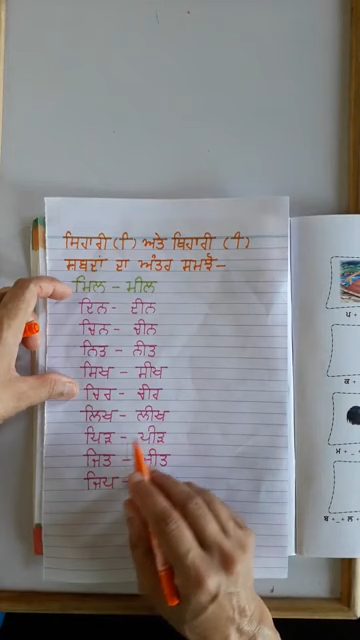 ਸਿਹਾਰੀ (ਿ) ਅਤੇ ਬਿਹਾਰੀ (ੀ)
ਸ਼ਬਦਾਂ ਦਾ ਅੰਤਰ ਸਮਝੋ-
ਮਿਲ - ਮੀਲ
ਦਿਨ - ਦੀਨ
ਚਿਨ - ਚੀਨ
ਨਿਤ - ਨੀਤ
ਸਿਖ - ਸੀਖ
ਚਿਰ - ਚੀਰ
ਲਿਖ - ਲੀਖ
ਪਿੜ - ਪੀੜ
ਜਿਤ - ਜੀਤ
ਜਿਪ -